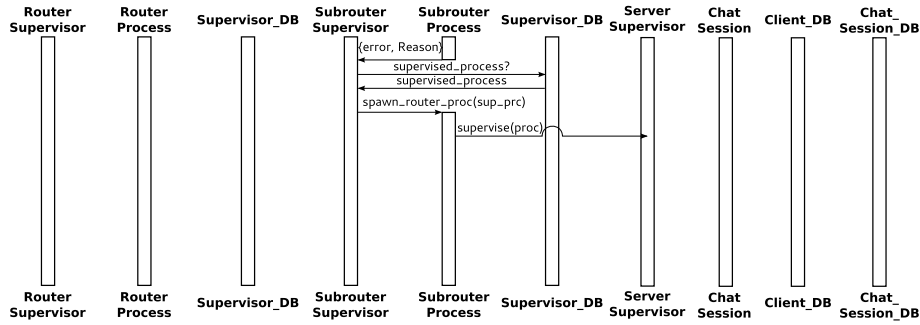 Router
Supervisor
Router
Process
Supervisor_DB
Subrouter
Supervisor
Subrouter
Process
Supervisor_DB
Server
Supervisor
Chat
Session
Client_DB
Chat_
Session_DB
{error, Reason}
supervised_process?
supervised_process
spawn_router_proc(sup_prc)
supervise(proc)
Router
Supervisor
Router
Process
Supervisor_DB
Subrouter
Supervisor
Subrouter
Process
Supervisor_DB
Server
Supervisor
Chat
Session
Client_DB
Chat_
Session_DB